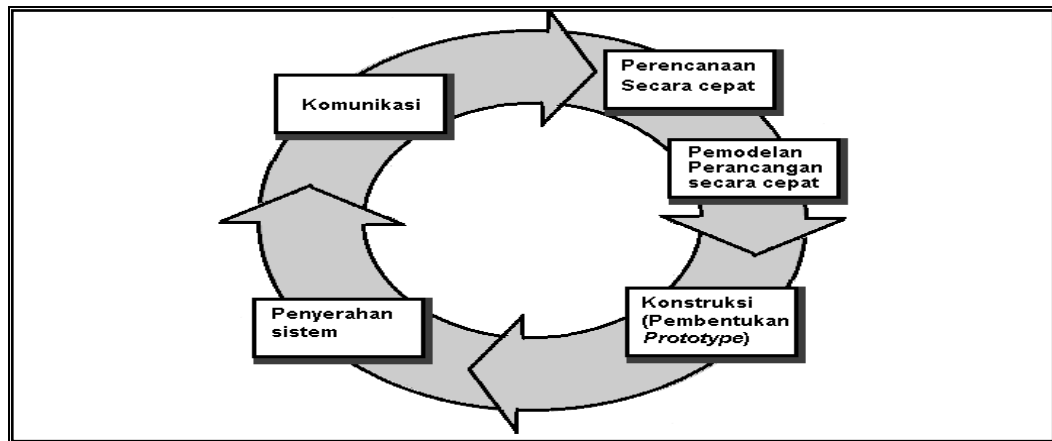 Komunikasi
Perencanaan
Secara cepat
Pemodelan
Perancangan
secara cepat
Konstruksi
(Pembentukan
Prototype)
Penyerahan
sistem